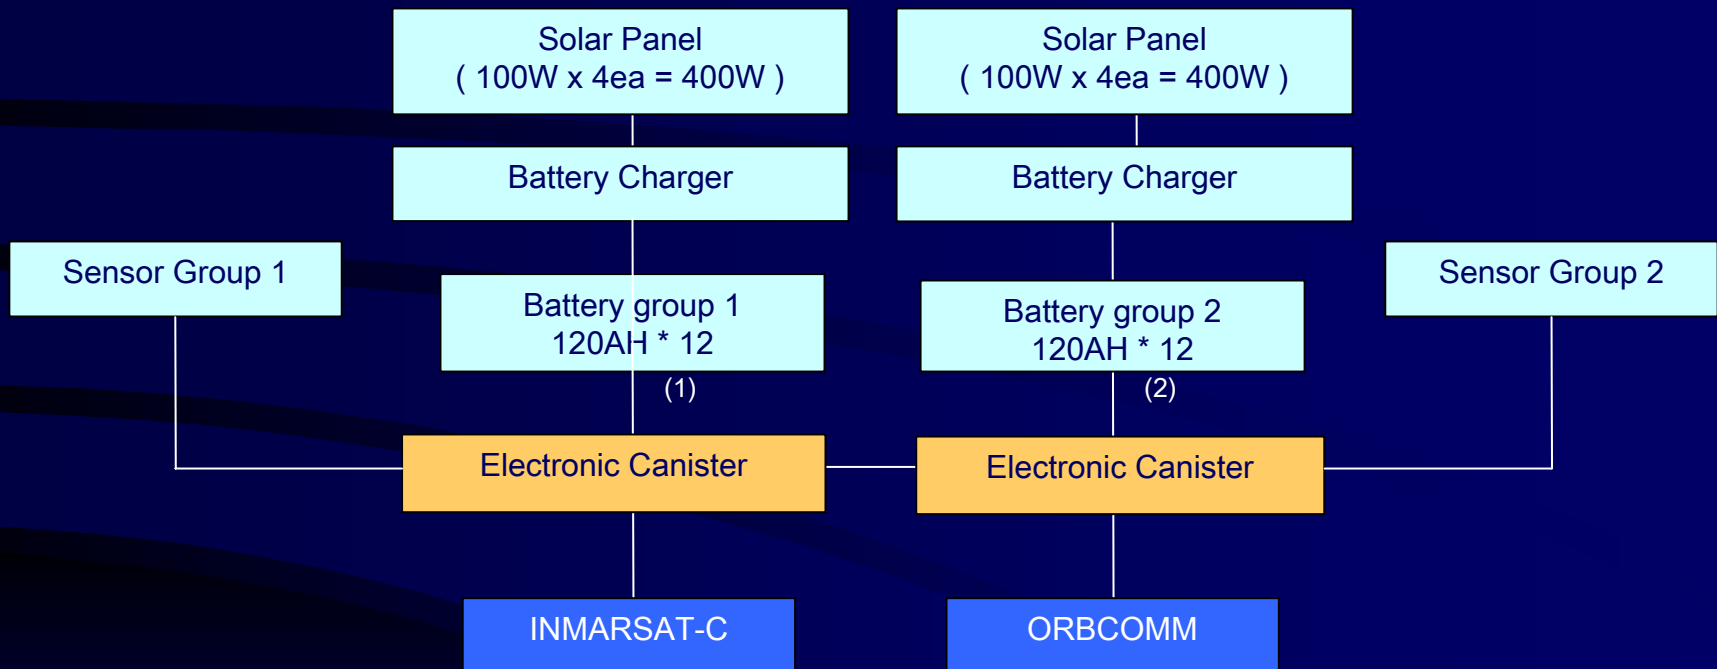 Solar Panel
( 100W x 4ea = 400W )
Solar Panel
( 100W x 4ea = 400W )
Battery Charger
Battery Charger
Sensor Group 1
Battery group 1
120AH * 12
(1)
Battery group 2
120AH * 12
(2)
Sensor Group 2
Electronic Canister
Electronic Canister
INMARSAT-C
ORBCOMM